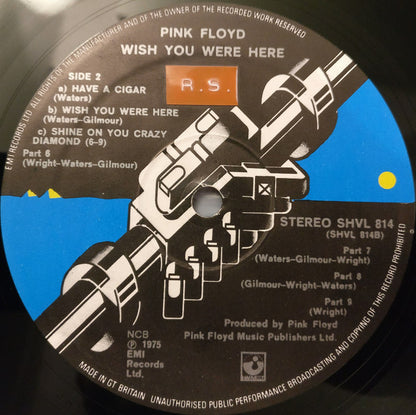 EMI RECORDS LTD. ALL RIGHTS OF THE MANUFACTURER AND OF THE OWNER OF THE RECORDED WORK RESERVED
PINK FLOYD
WISH YOU WERE HERE
SIDE 2
R.S.
a) HAVE A CIGAR
(Waters)
b) WISH YOU WERE HERE
(Waters-Gilmour)
c) SHINE ON YOU CRAZY
DIAMOND (6-9)
Part 6
(Wright-Waters-Gilmour)
STEREO SHVL 814
(SHVL 814B)
Part 7
(Waters-Gilmour-Wright)
Part 8
(Gilmour-Wright-Waters)
Part 9
(Wright)
NCB
Ⓟ 1975
EMI
Records
Ltd.
Produced by Pink Floyd
Pink Floyd Music Publishers Ltd.
HARVEST
MADE IN GT BRITAIN UNAUTHORISED PUBLIC PERFORMANCE BROADCASTING AND COPYING OF THIS RECORD PROHIBITED